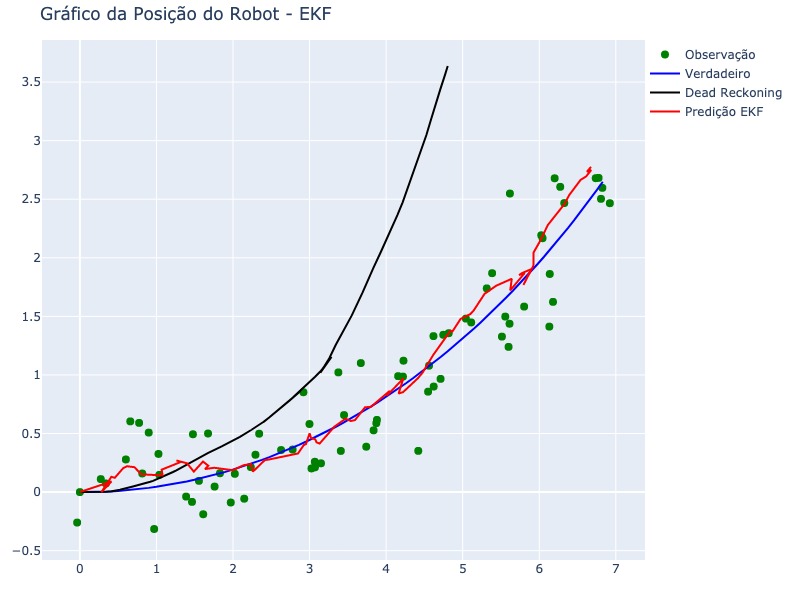 Gráfico da Posição do Robot - EKF
Observação
Verdadeiro
Dead Reckoning
Predição EKF
3.5
3
2.5
2
1.5
1
0.5
0
−0.5
0 1 2 3 4 5 6 7